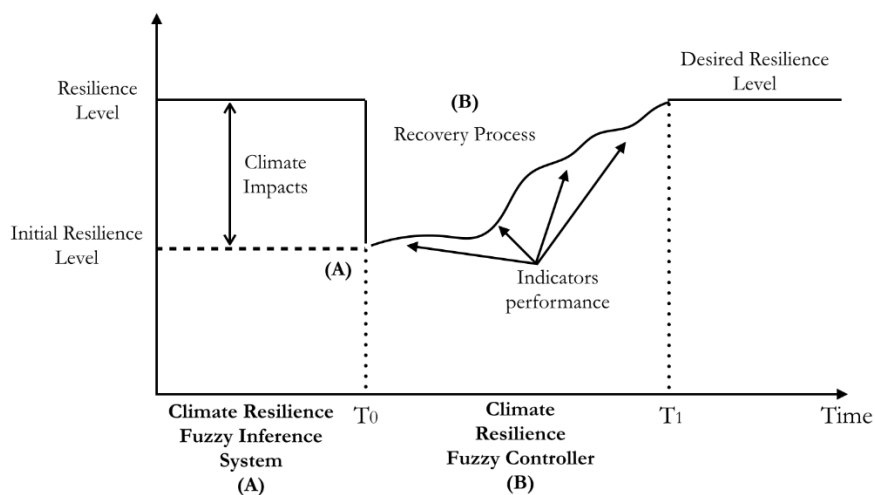 Resilience
Level
Climate
Impacts
Initial Resilience
Level
(A)
(B)
Recovery Process
Indicators
performance
Desired Resilience
Level
T0
T1
Time
Climate Resilience
Fuzzy Inference
System
(A)
Climate
Resilience
Fuzzy Controller
(B)